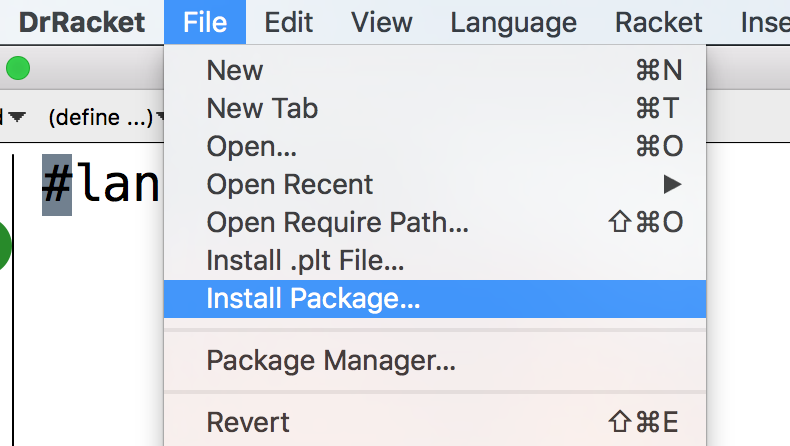 DrRacket File Edit View Language Racket
(define ...)
#lan
New ⌘N
New Tab ⌘T
Open... ⌘O
Open Recent ▶
Open Require Path... ⇧⌘O
Install .plt File...
Install Package...
Package Manager...
Revert ⇧⌘E